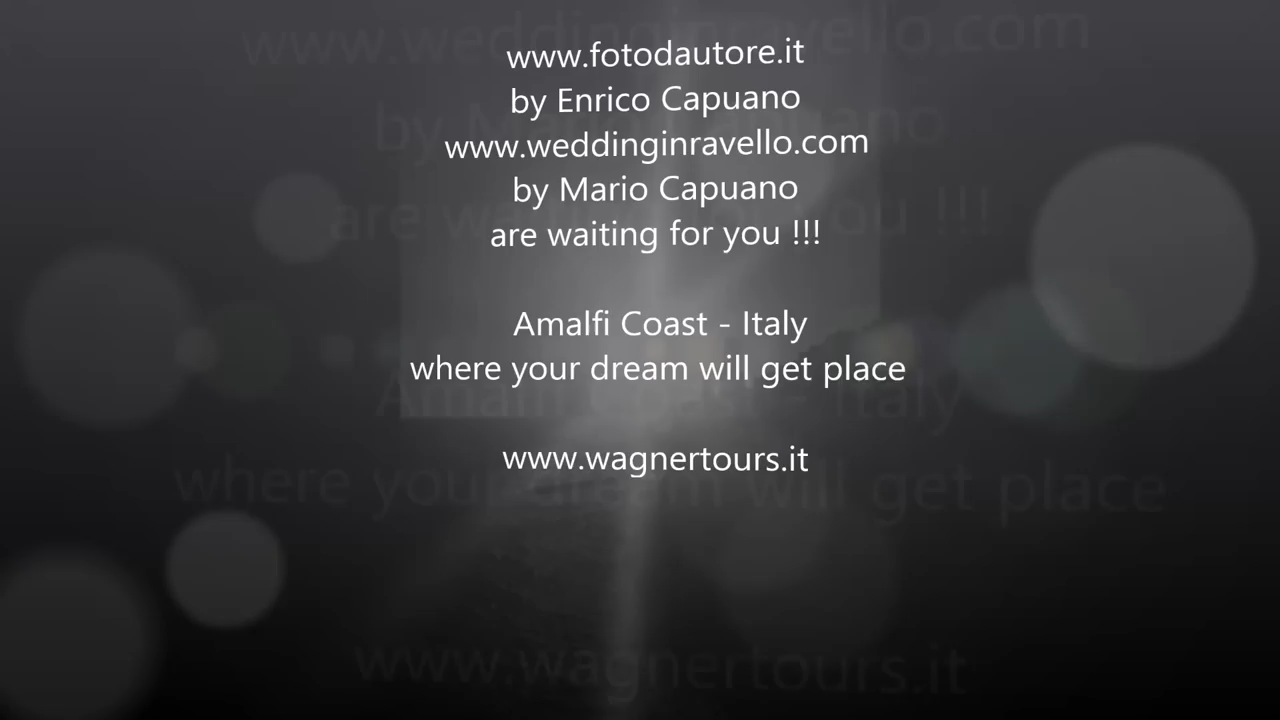 www.fotodautore.it
by Enrico Capuano
www.weddinginravello.com
by Mario Capuano
are waiting for you !!!
Amalfi Coast - Italy
where your dream will get place
www.wagnertours.it